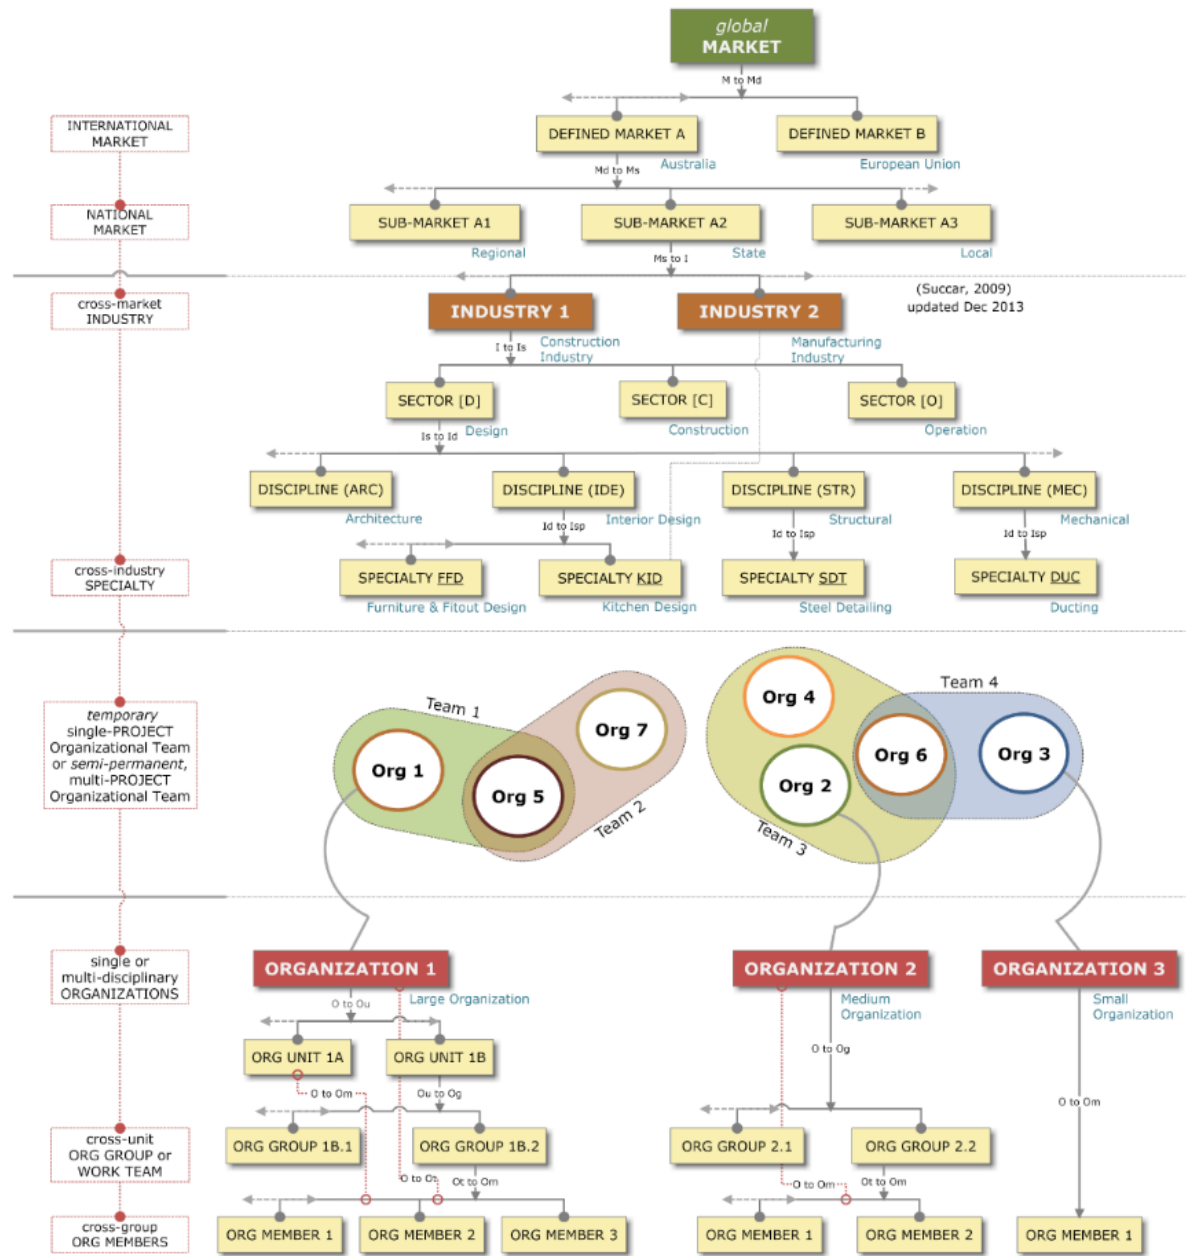 global
MARKET
M to Md
INTERNATIONAL
MARKET
DEFINED MARKET A
DEFINED MARKET B
Australia
European Union
Md to Ms
NATIONAL
MARKET
SUB-MARKET A1
SUB-MARKET A2
SUB-MARKET A3
Regional
State
Local
Ms to I
cross-market
INDUSTRY
INDUSTRY 1
INDUSTRY 2
(Succar, 2009)
updated Dec 2013
Construction
Industry
Manufacturing
Industry
I to Is
SECTOR [D]
SECTOR [C]
SECTOR [O]
Design
Construction
Operation
Is to Id
DISCIPLINE (ARC)
DISCIPLINE (IDE)
DISCIPLINE (STR)
DISCIPLINE (MEC)
Architecture
Interior Design
Structural
Mechanical
Id to Isp
Id to Isp
Id to Isp
cross-industry
SPECIALTY
SPECIALTY FFD
SPECIALTY KID
SPECIALTY SDT
SPECIALTY DUC
Furniture & Fitout Design
Kitchen Design
Steel Detailing
Ducting
temporary
single-PROJECT
Organizational Team
or semi-permanent,
multi-PROJECT
Organizational Team
Team 1
Org 1
Org 5
Org 7
Team 2
Org 4
Org 2
Team 3
Org 6
Team 4
Org 3
single or
multi-disciplinary
ORGANIZATIONS
ORGANIZATION 1
ORGANIZATION 2
ORGANIZATION 3
Large Organization
Medium
Organization
Small
Organization
O to Ou
ORG UNIT 1A
ORG UNIT 1B
O to Og
O to Om
Ou to Og
O to Om
cross-unit
ORG GROUP or
WORK TEAM
ORG GROUP 1B.1
ORG GROUP 1B.2
ORG GROUP 2.1
ORG GROUP 2.2
O to Ot
Ot to Om
O to Om
Ot to Om
cross-group
ORG MEMBERS
ORG MEMBER 1
ORG MEMBER 2
ORG MEMBER 3
ORG MEMBER 1
ORG MEMBER 2
ORG MEMBER 1